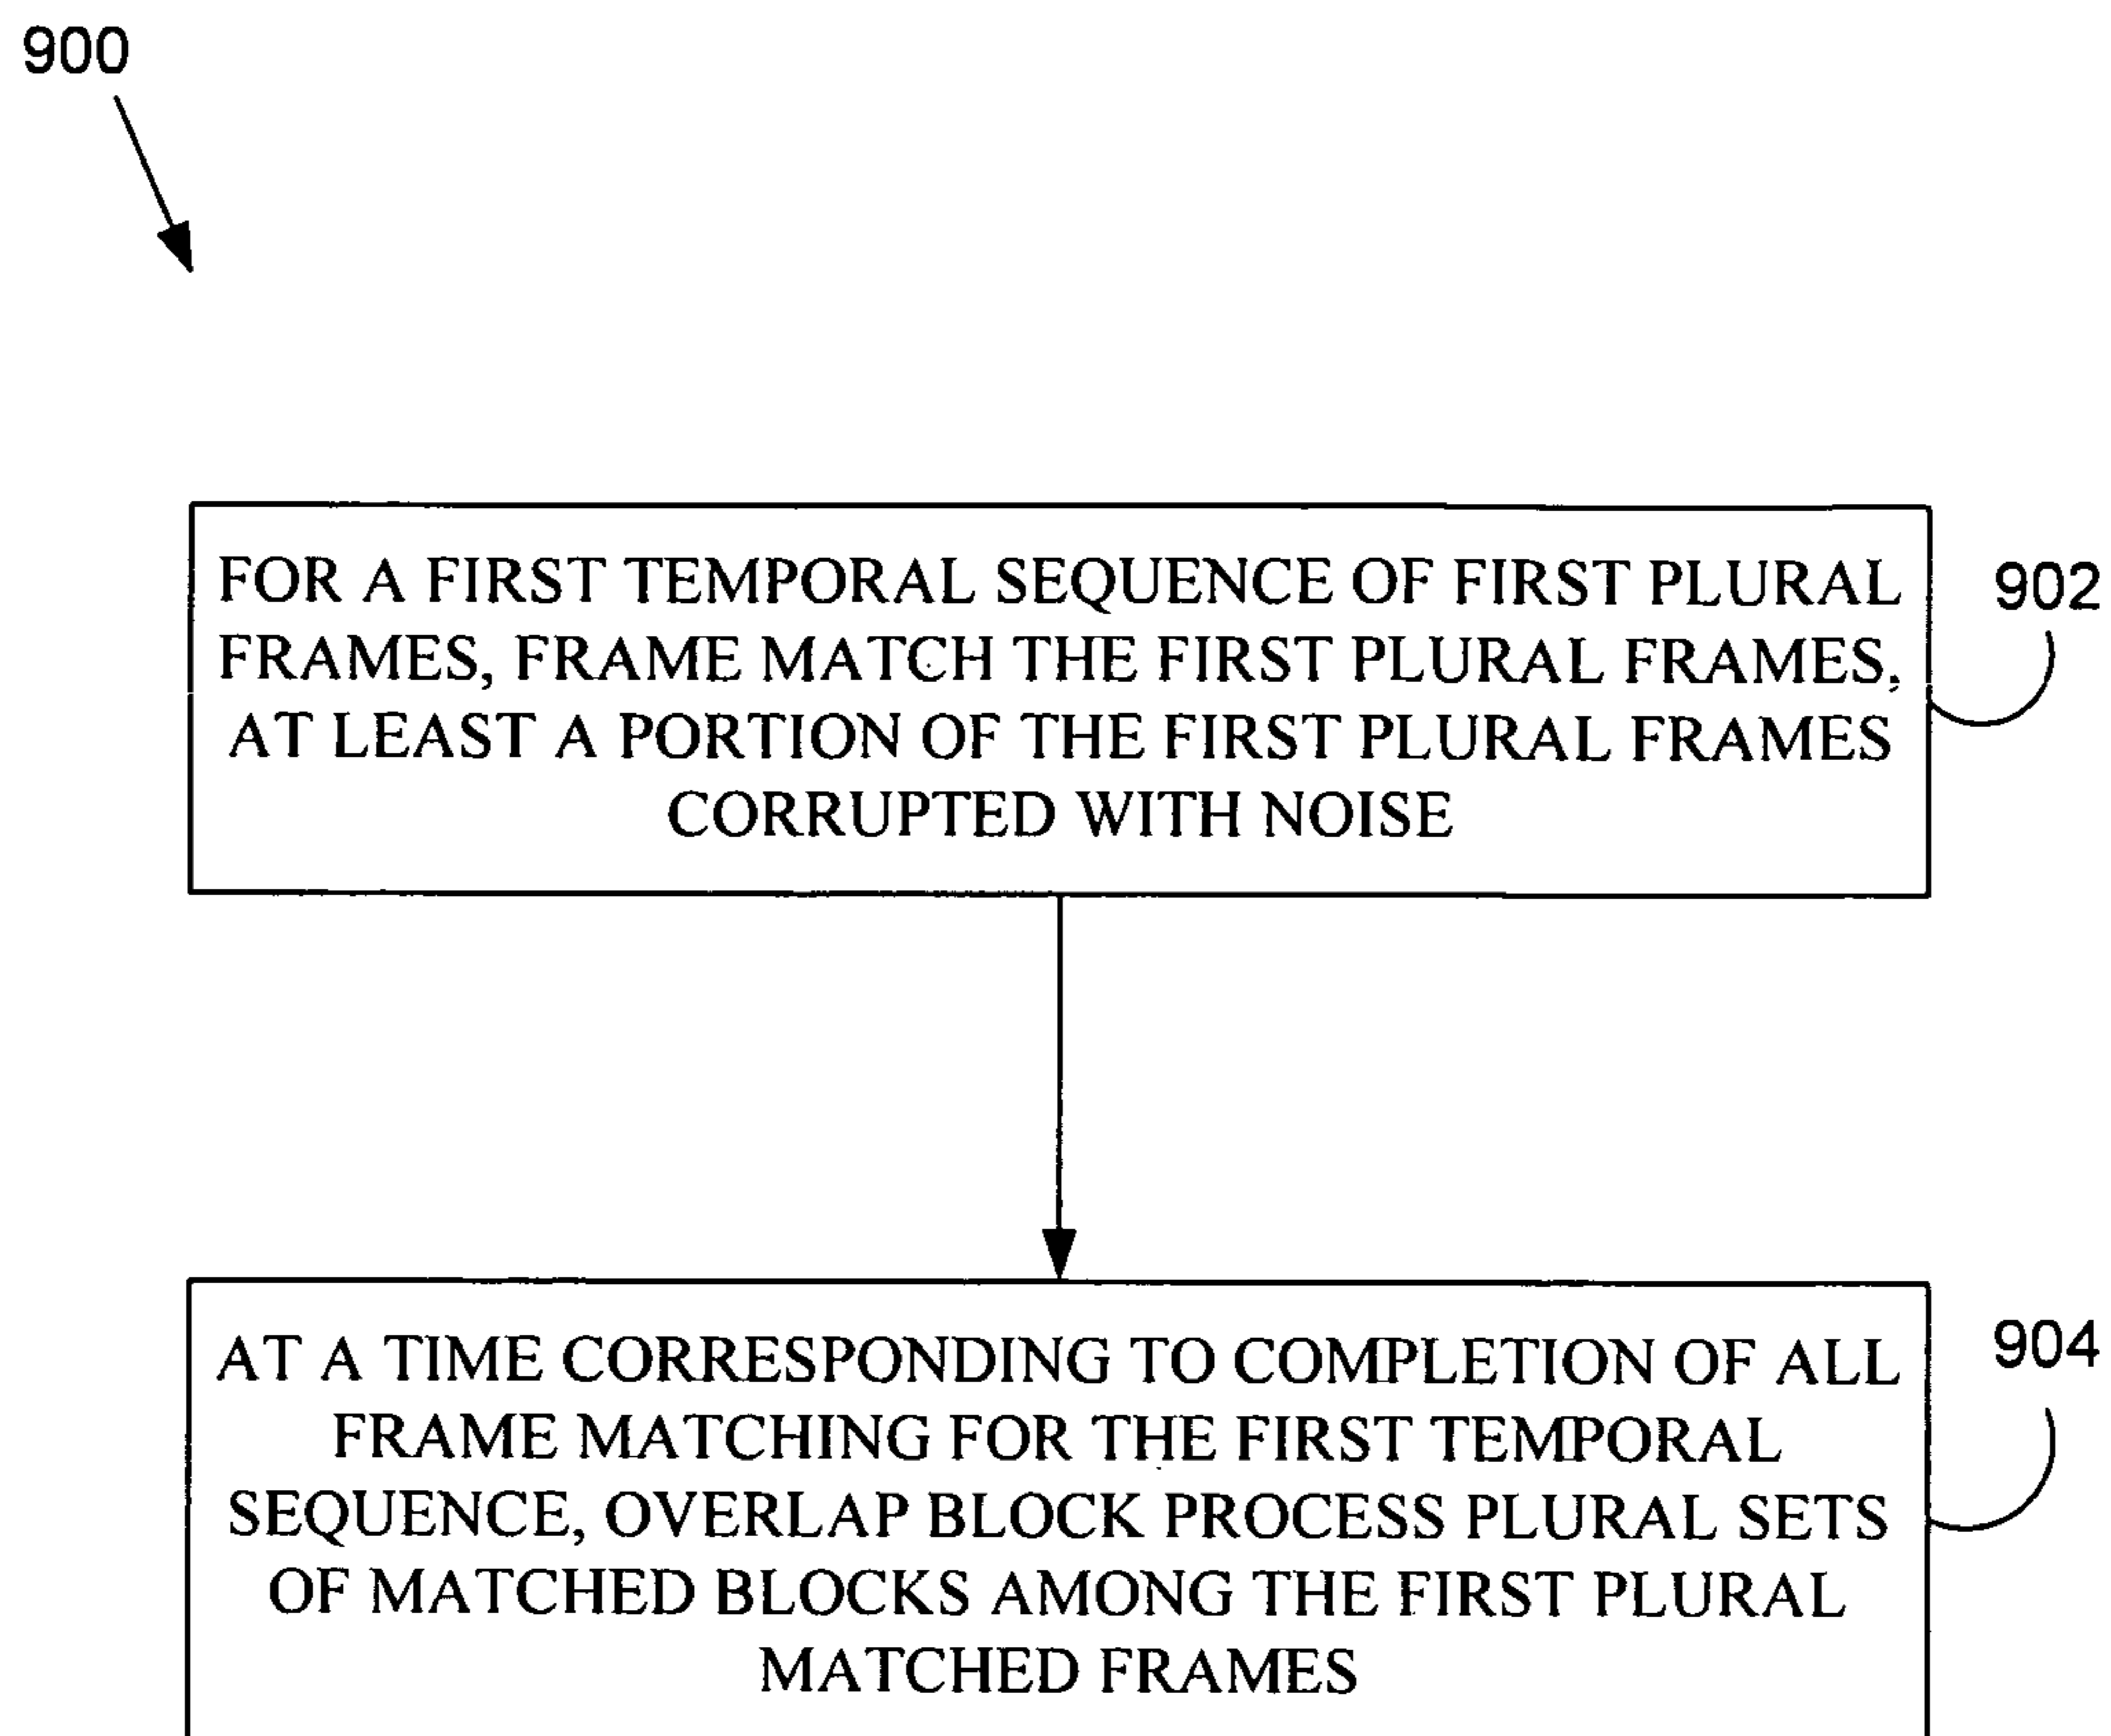 900
FOR A FIRST TEMPORAL SEQUENCE OF FIRST PLURAL
FRAMES, FRAME MATCH THE FIRST PLURAL FRAMES,
AT LEAST A PORTION OF THE FIRST PLURAL FRAMES
CORRUPTED WITH NOISE
902
AT A TIME CORRESPONDING TO COMPLETION OF ALL
FRAME MATCHING FOR THE FIRST TEMPORAL
SEQUENCE, OVERLAP BLOCK PROCESS PLURAL SETS
OF MATCHED BLOCKS AMONG THE FIRST PLURAL
MATCHED FRAMES
904